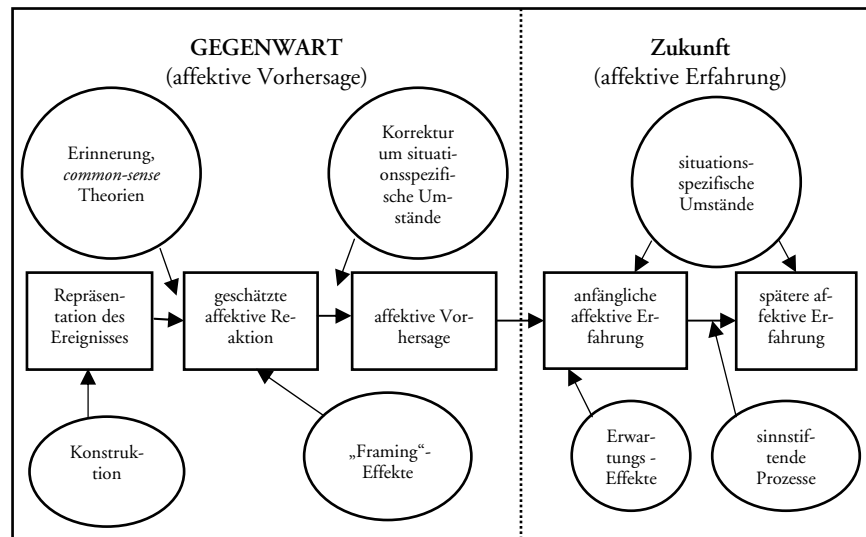 GEGENWART
(affektive Vorhersage)
Zukunft
(affektive Erfahrung)
Erinnerung,
common-sense
Theorien
Korrektur
um situati-
onsspezifi-
sche Um-
stände
situations-
spezifische
Umstände
Repräsen-
tation des
Ereignisses
geschätzte
affektive Re-
aktion
affektive Vor-
hersage
anfängliche
affektive Er-
fahrung
spätere af-
fektive Er-
fahrung
Konstruk-
tion
„Framing“-
Effekte
Erwar-
tungs -
Effekte
sinnstif-
tende
Prozesse